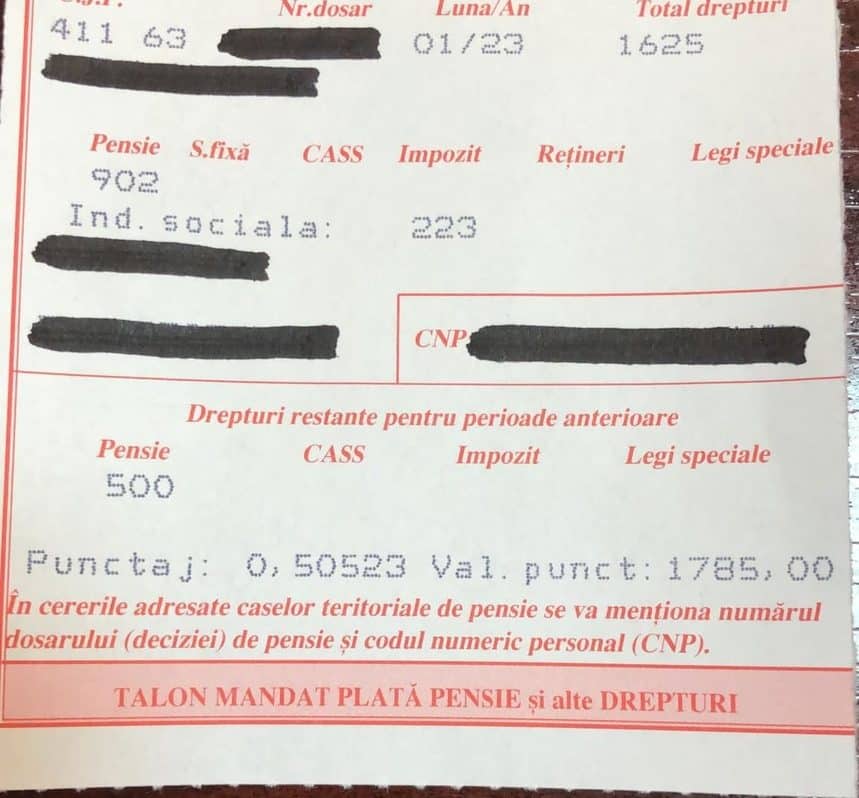 Nr.dosar Luna/An Total drepturi
411 63 01/23 1625
Pensie S.fixă CASS Impozit Rețineri Legi speciale
902
Ind. sociala: 223
CNP
Drepturi restante pentru perioade anterioare
Pensie CASS Impozit Legi speciale
500
Punctaj: 0,50523 Val. punct: 1785,00
În cererile adresate caselor teritoriale de pensie se va menționa numărul
dosarului (deciziei) de pensie și codul numeric personal (CNP).
TALON MANDAT PLATĂ PENSIE și alte DREPTURI